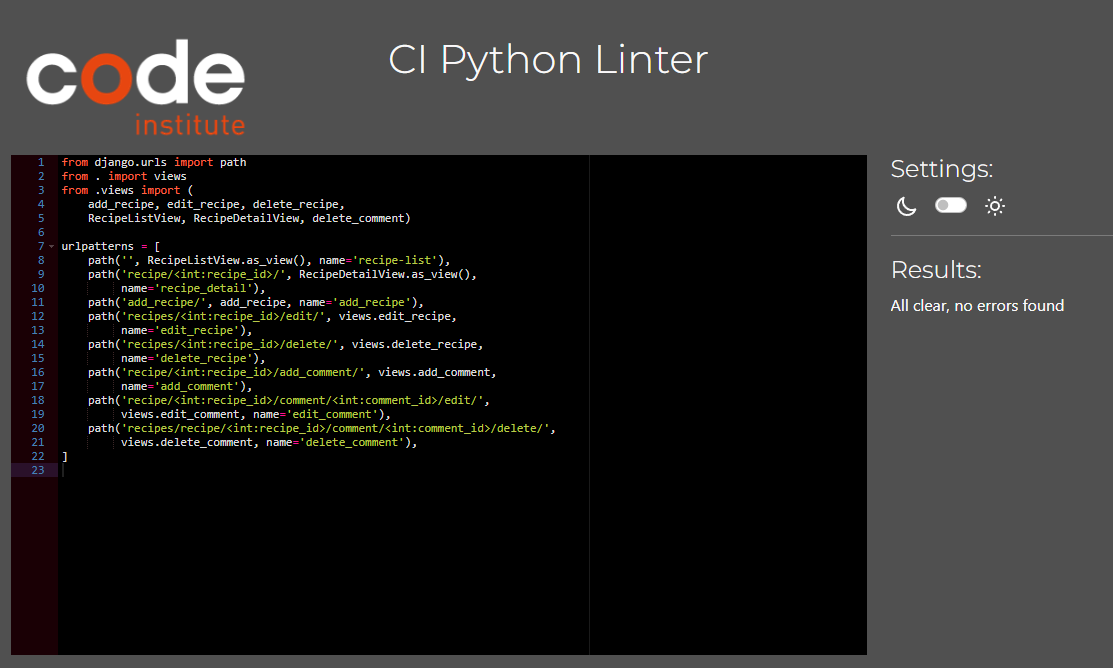 code
institute
CI Python Linter
1 from django.urls import path
2 from . import views
3 from .views import (
4     add_recipe, edit_recipe, delete_recipe,
5     RecipeListView, RecipeDetailView, delete_comment)
6
7 urlpatterns = [
8     path('', RecipeListView.as_view(), name='recipe-list'),
9     path('recipe/<int:recipe_id>/', RecipeDetailView.as_view(),
10          name='recipe_detail'),
11     path('add_recipe/', add_recipe, name='add_recipe'),
12     path('recipes/<int:recipe_id>/edit/', views.edit_recipe,
13          name='edit_recipe'),
14     path('recipes/<int:recipe_id>/delete/', views.delete_recipe,
15          name='delete_recipe'),
16     path('recipe/<int:recipe_id>/add_comment/', views.add_comment,
17          name='add_comment'),
18     path('recipe/<int:recipe_id>/comment/<int:comment_id>/edit/',
19          views.edit_comment, name='edit_comment'),
20     path('recipes/recipe/<int:recipe_id>/comment/<int:comment_id>/delete/',
21          views.delete_comment, name='delete_comment'),
22 ]
23
Settings:
Results:
All clear, no errors found